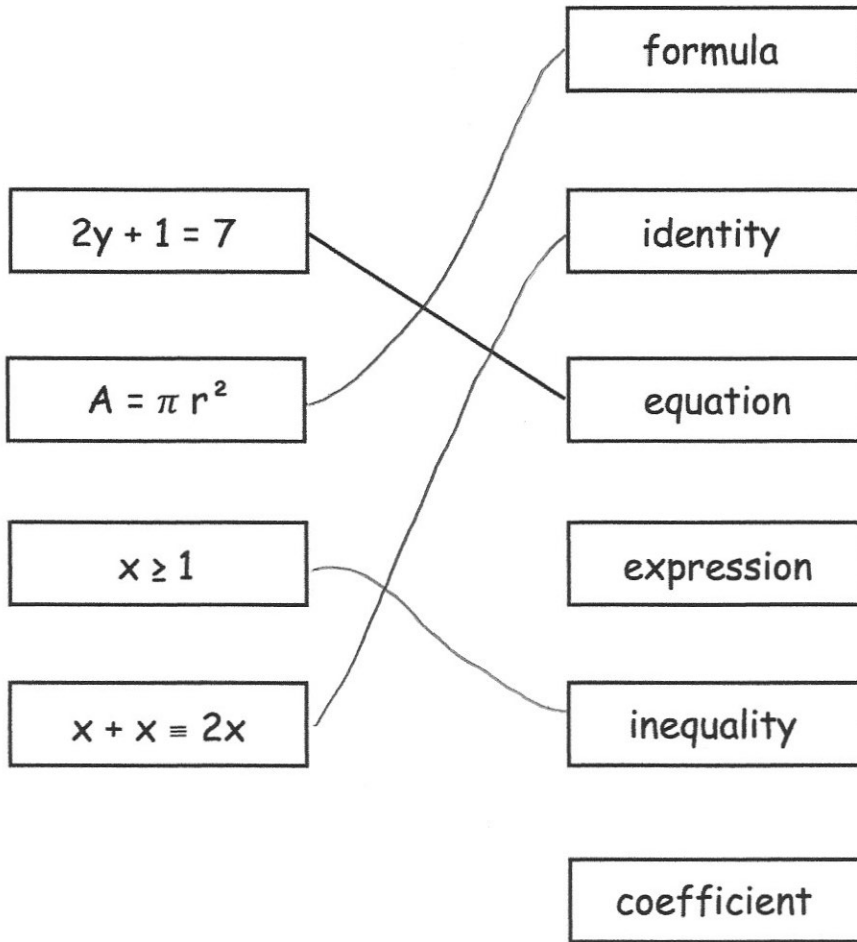 formula
2y + 1 = 7
identity
A = π r²
equation
x ≥ 1
expression
x + x ≡ 2x
inequality
coefficient